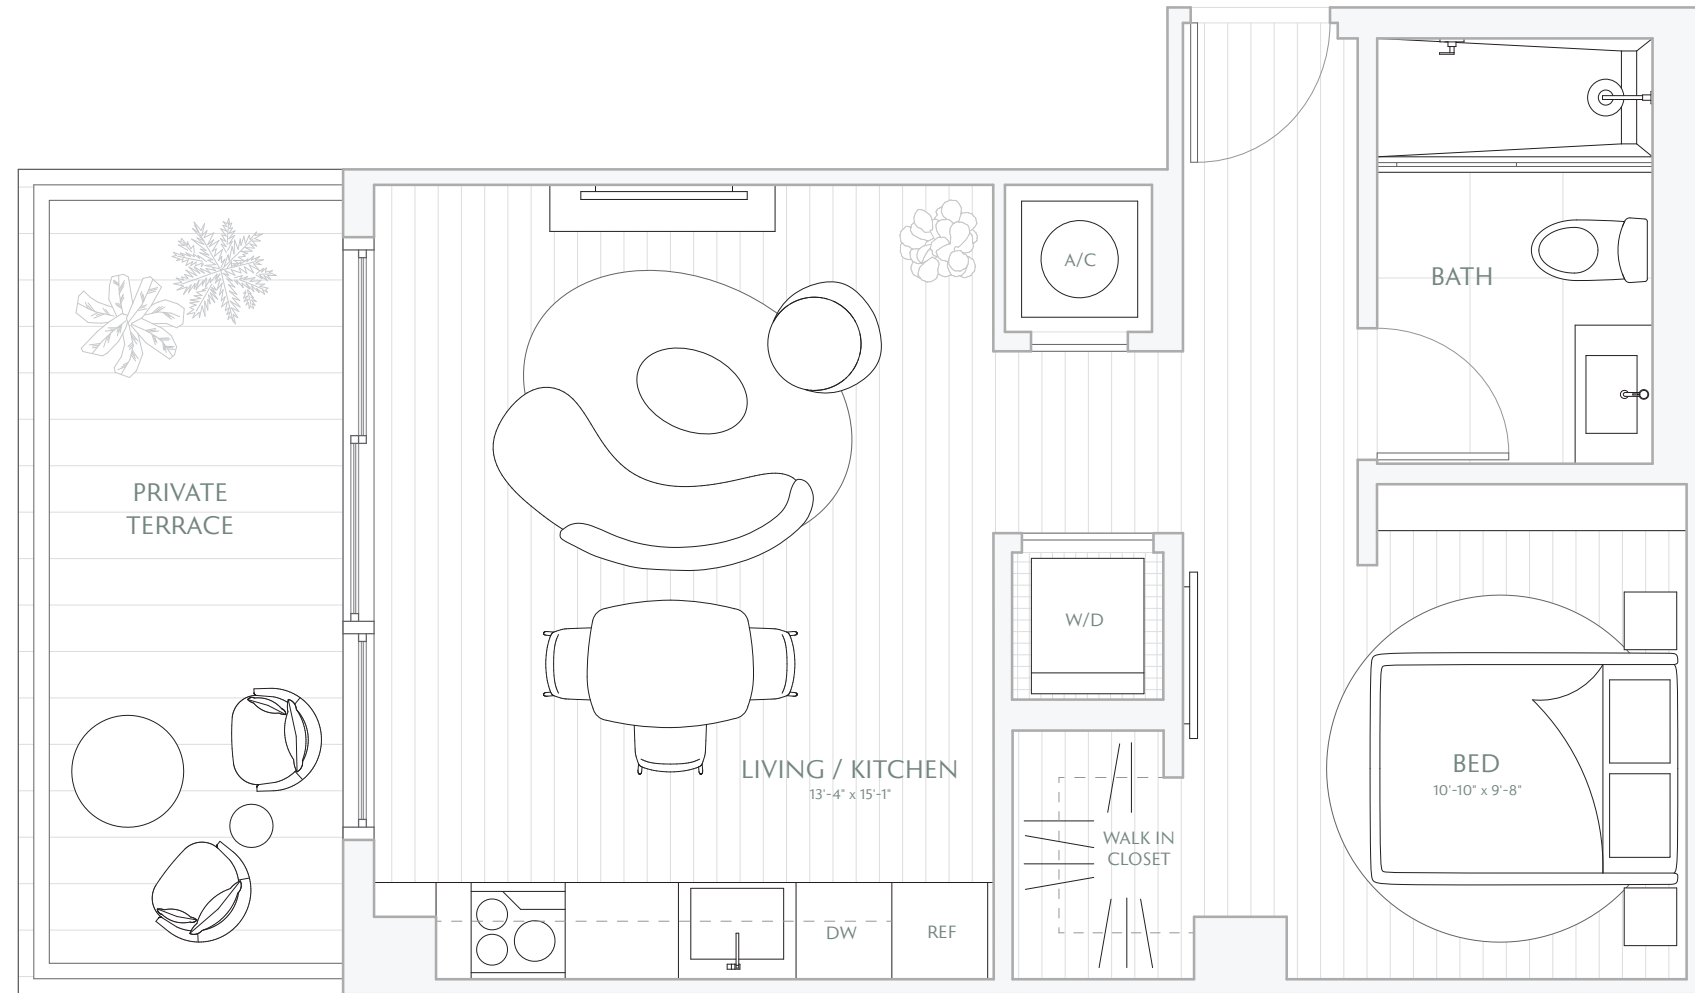 A/C
BATH
PRIVATE
TERRACE
W/D
LIVING / KITCHEN
13'-4" x 15'-1"
BED
10'-10" x 9'-8"
WALK IN
CLOSET
DW
REF